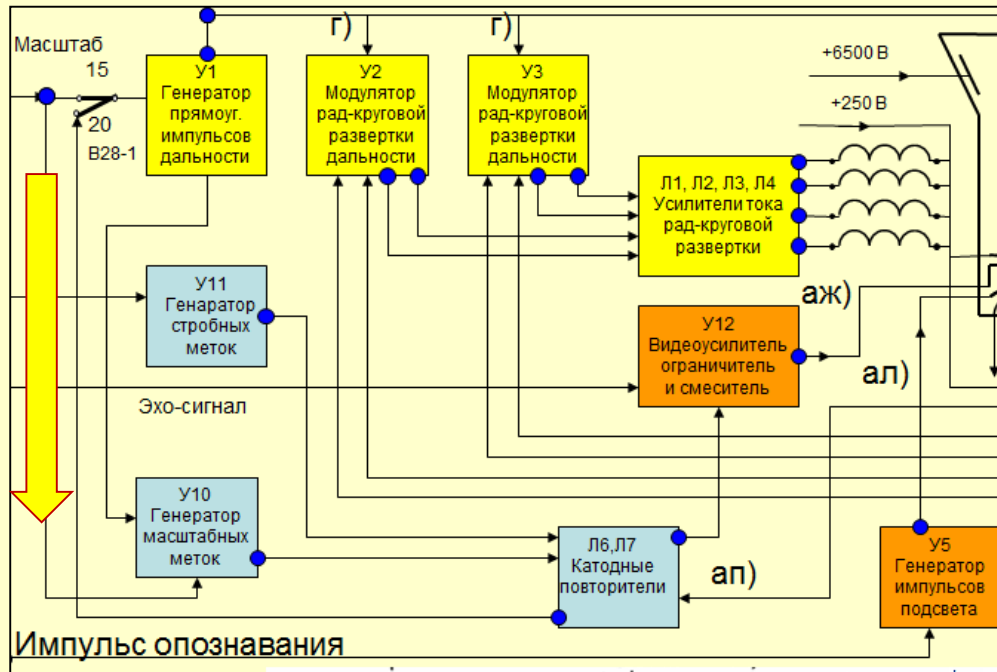 Масштаб
15
20
В28-1
У1
Генератор
прямоуг.
импульсов
дальности
г)
У2
Модулятор
рад-круговой
развертки
дальности
г)
У3
Модулятор
рад-круговой
развертки
дальности
+6500 В
+250 В
Л1, Л2, Л3, Л4
Усилители тока
рад-круговой
развертки
аж)
У11
Генаратор
стробных
меток
У12
Видеоусилитель
ограничитель
и смеситель
ал)
Эхо-сигнал
У10
Генератор
масштабных
меток
Л6,Л7
Катодные
повторители
ап)
У5
Генератор
импульсов
подсвета
Импульс опознавания